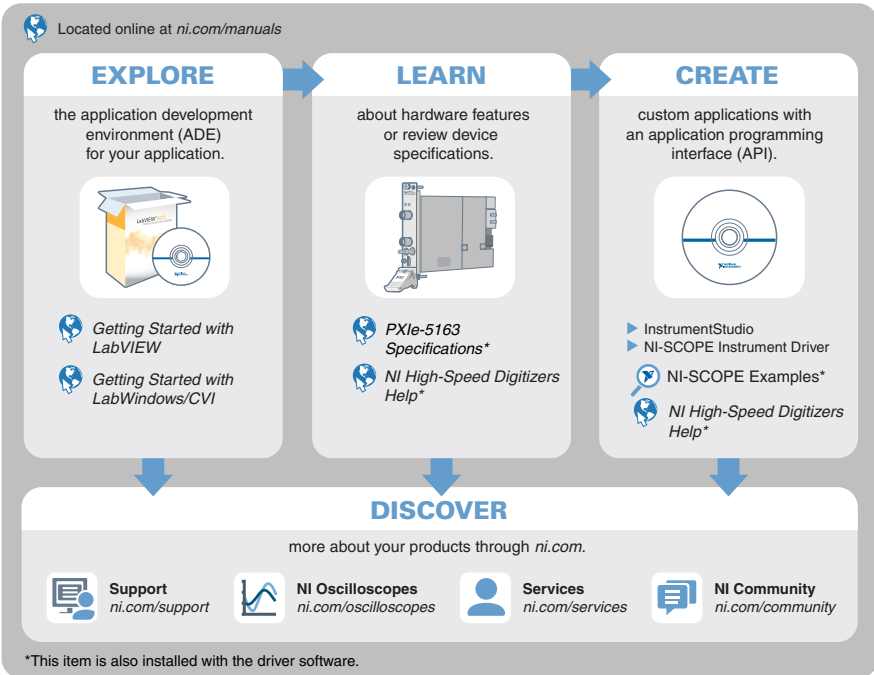 Located online at ni.com/manuals
EXPLORE
the application development
environment (ADE)
for your application.
LabVIEW
Getting Started with
LabVIEW
Getting Started with
LabWindows/CVI
LEARN
about hardware features
or review device
specifications.
PXIe-5163
Specifications*
NI High-Speed Digitizers
Help*
CREATE
custom applications with
an application programming
interface (API).
InstrumentStudio
NI-SCOPE Instrument Driver
NI-SCOPE Examples*
NI High-Speed Digitizers
Help*
DISCOVER
more about your products through ni.com.
Support
ni.com/support
NI Oscilloscopes
ni.com/oscilloscopes
Services
ni.com/services
NI Community
ni.com/community
*This item is also installed with the driver software.